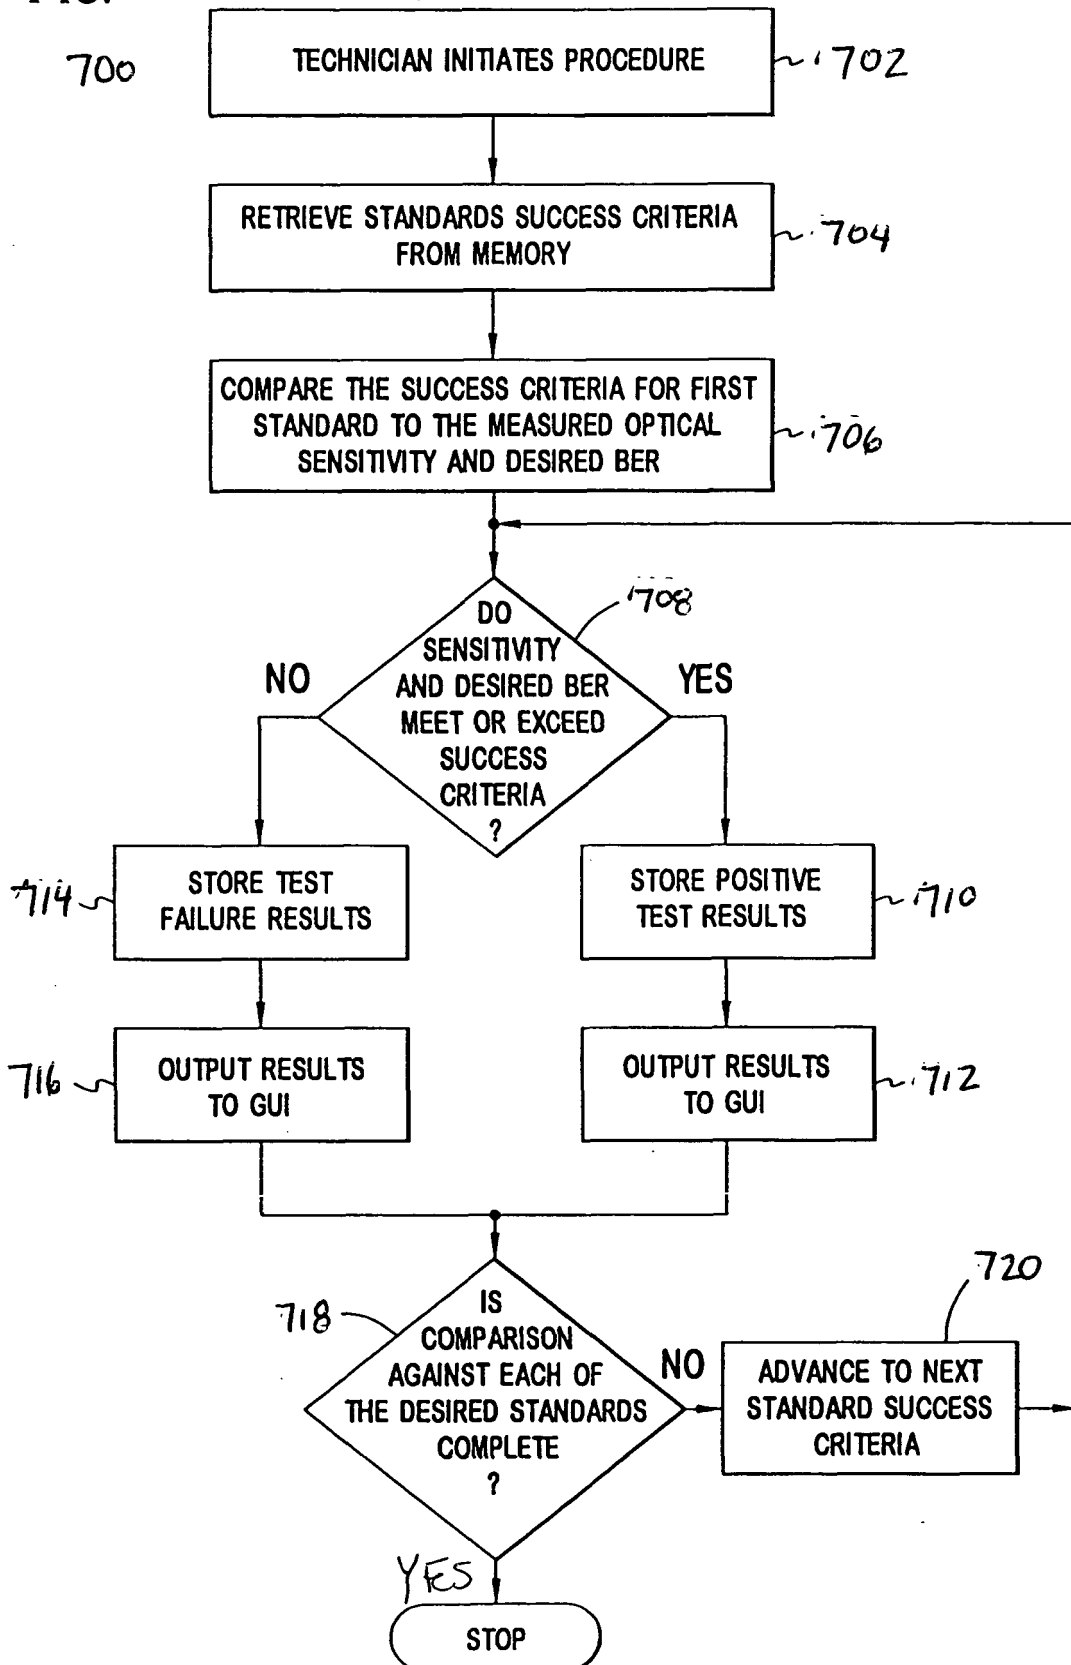 FIG.
700
TECHNICIAN INITIATES PROCEDURE
702
RETRIEVE STANDARDS SUCCESS CRITERIA
FROM MEMORY
704
COMPARE THE SUCCESS CRITERIA FOR FIRST
STANDARD TO THE MEASURED OPTICAL
SENSITIVITY AND DESIRED BER
706
708
DO
SENSITIVITY
AND DESIRED BER
MEET OR EXCEED
SUCCESS
CRITERIA
?
NO
YES
714
STORE TEST
FAILURE RESULTS
STORE POSITIVE
TEST RESULTS
710
716
OUTPUT RESULTS
TO GUI
OUTPUT RESULTS
TO GUI
712
718
IS
COMPARISON
AGAINST EACH OF
THE DESIRED STANDARDS
COMPLETE
?
NO
720
ADVANCE TO NEXT
STANDARD SUCCESS
CRITERIA
YES
STOP